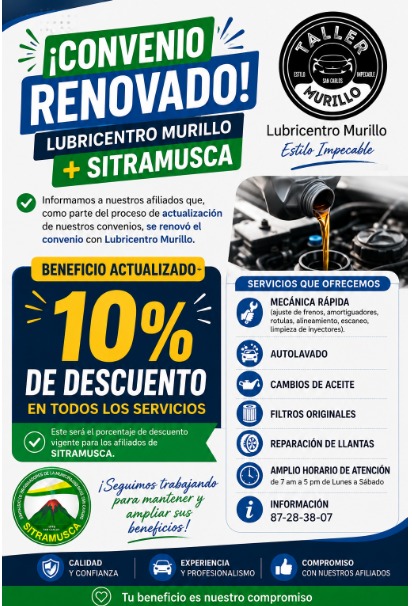 ¡CONVENIO
RENOVADO!
LUBRICENTRO MURILLO
+ SITRAMUSCA
TALLER
ESTILO
SAN CARLOS
IMPECABLE
MURILLO
Lubricentro Murillo
Estilo Impecable
Informamos a nuestros afiliados que,
como parte del proceso de actualización
de nuestros convenios, se renovó el
convenio con Lubricentro Murillo.
BENEFICIO ACTUALIZADO
10%
DE DESCUENTO
EN TODOS LOS SERVICIOS
Este será el porcentaje de descuento
vigente para los afiliados de
SITRAMUSCA.
SERVICIOS QUE OFRECEMOS
MECÁNICA RÁPIDA
(ajuste de frenos, amortiguadores,
rotulas, alineamiento, escaneo,
limpieza de inyectores).
AUTOLAVADO
CAMBIOS DE ACEITE
FILTROS ORIGINALES
REPARACIÓN DE LLANTAS
AMPLIO HORARIO DE ATENCIÓN
de 7 am a 5 pm de Lunes a Sábado
INFORMACIÓN
87-28-38-07
SITRAMUSCA
¡Seguimos trabajando
para mantener y
ampliar sus
beneficios!
CALIDAD
Y CONFIANZA
EXPERIENCIA
Y PROFESIONALISMO
COMPROMISO
CON NUESTROS AFILIADOS
Tu beneficio es nuestro compromiso